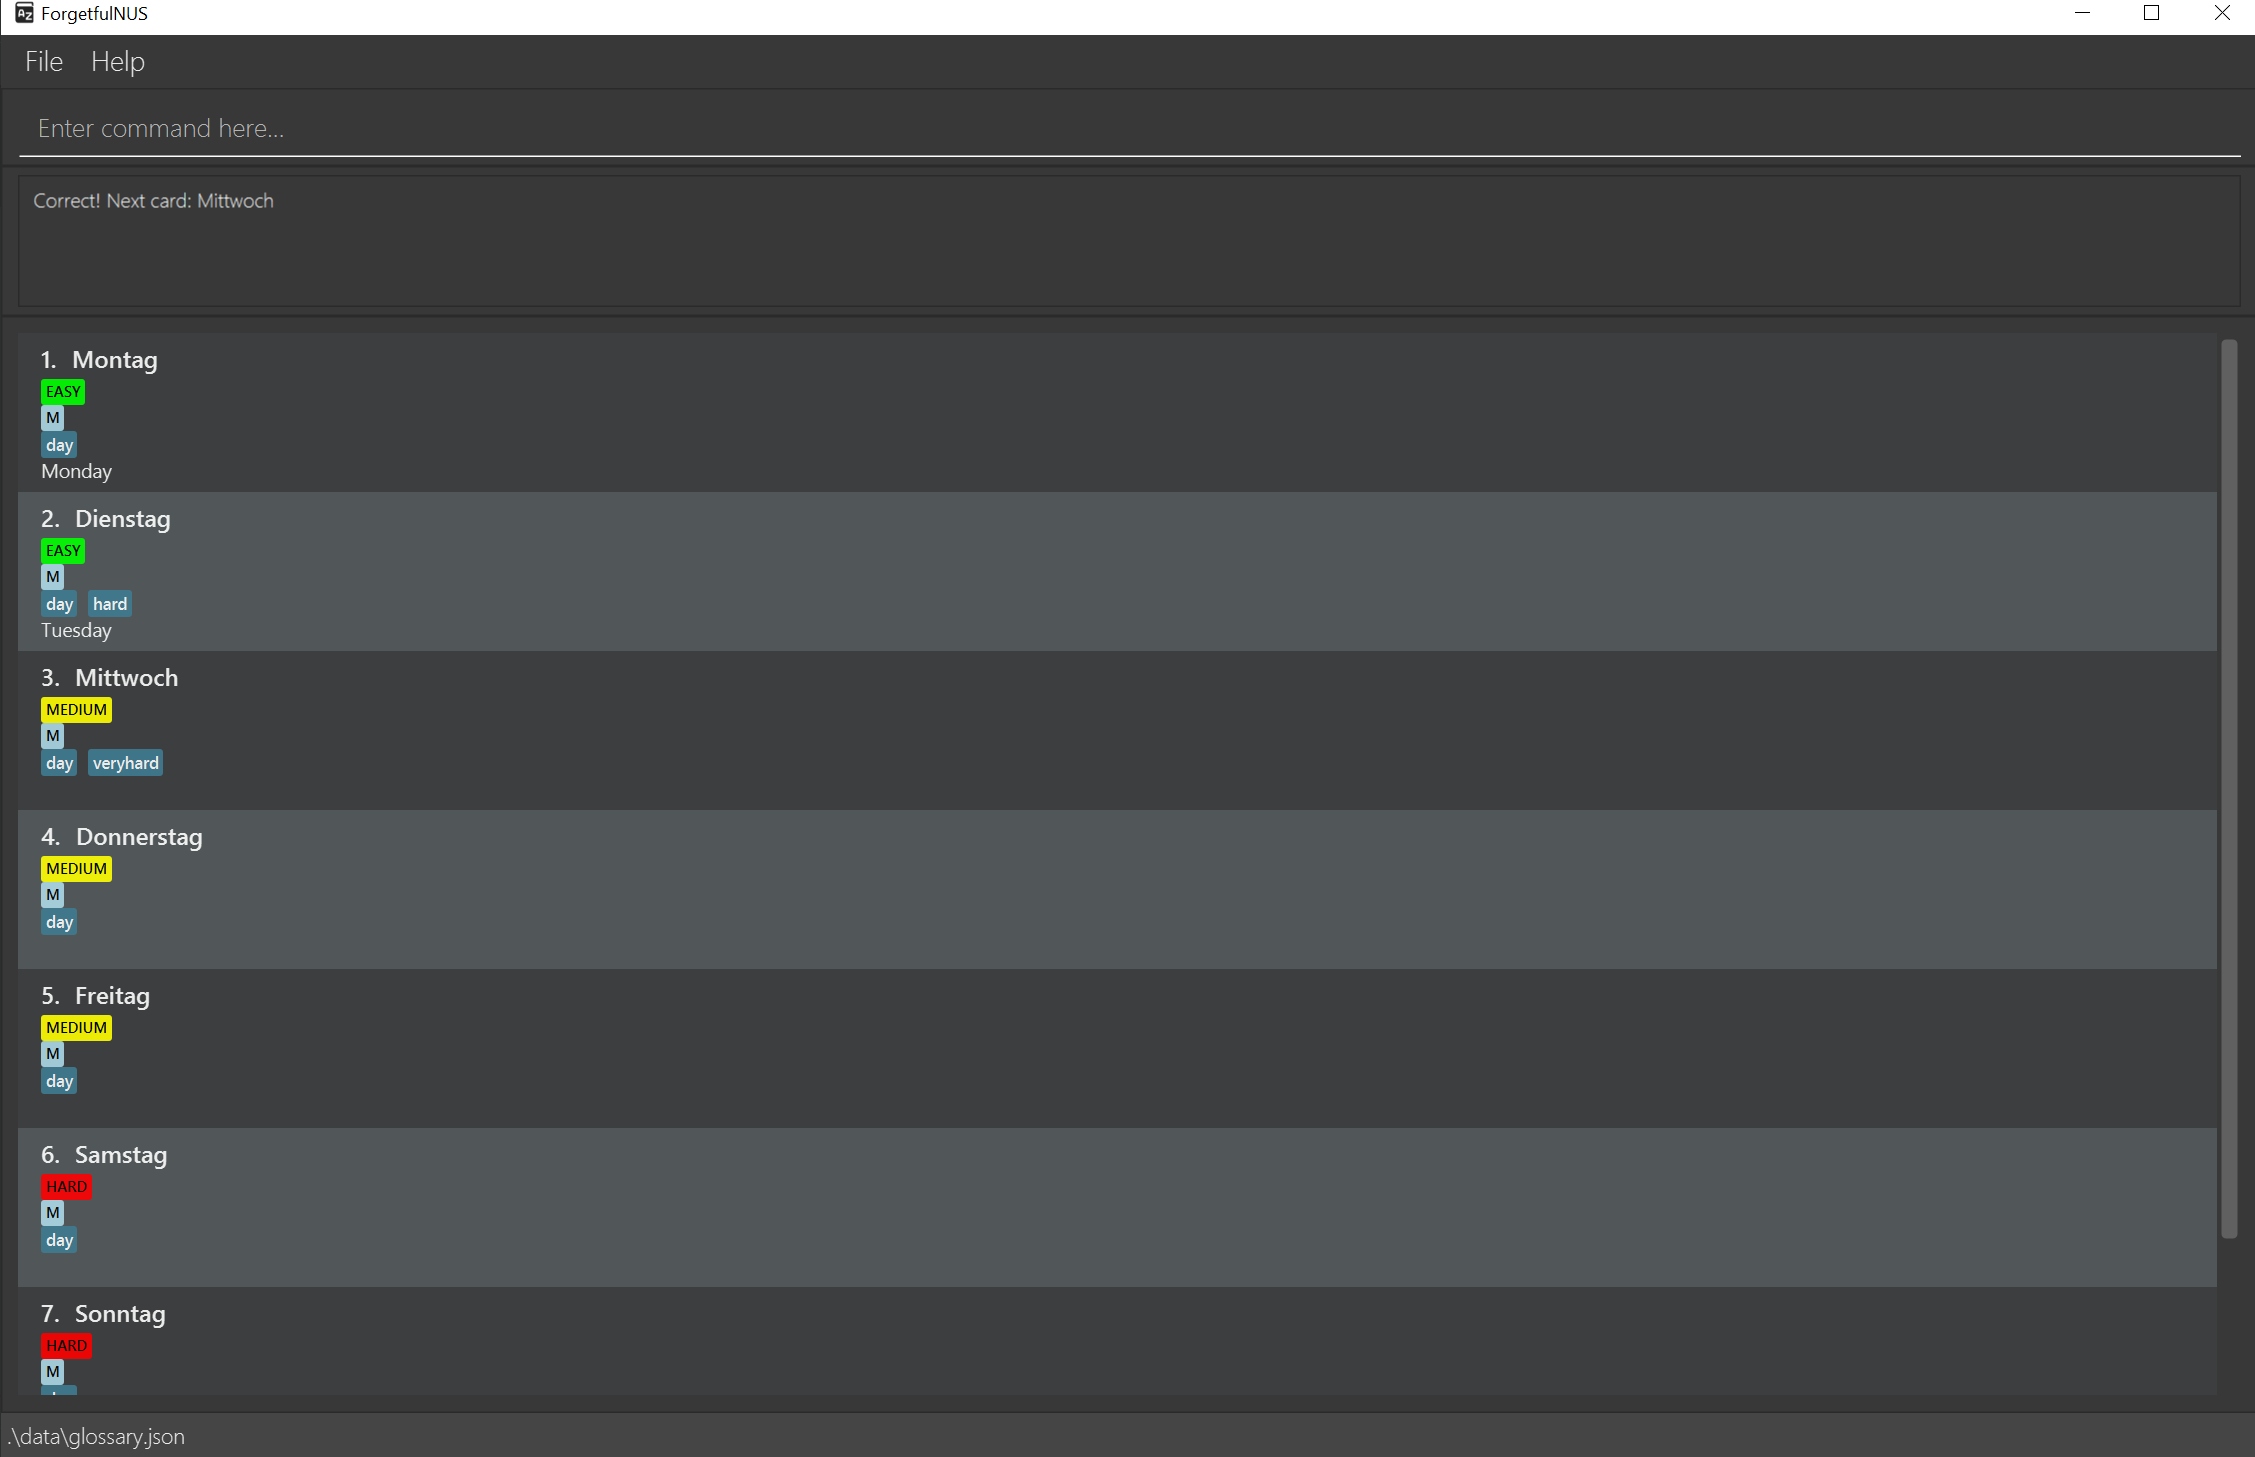 ForgetfulNUS
File Help
Enter command here...
Correct! Next card: Mittwoch
1. Montag
EASY
M
day
Monday
2. Dienstag
EASY
M
day hard
Tuesday
3. Mittwoch
MEDIUM
M
day veryhard
4. Donnerstag
MEDIUM
M
day
5. Freitag
MEDIUM
M
day
6. Samstag
HARD
M
day
7. Sonntag
HARD
M
.\data\glossary.json